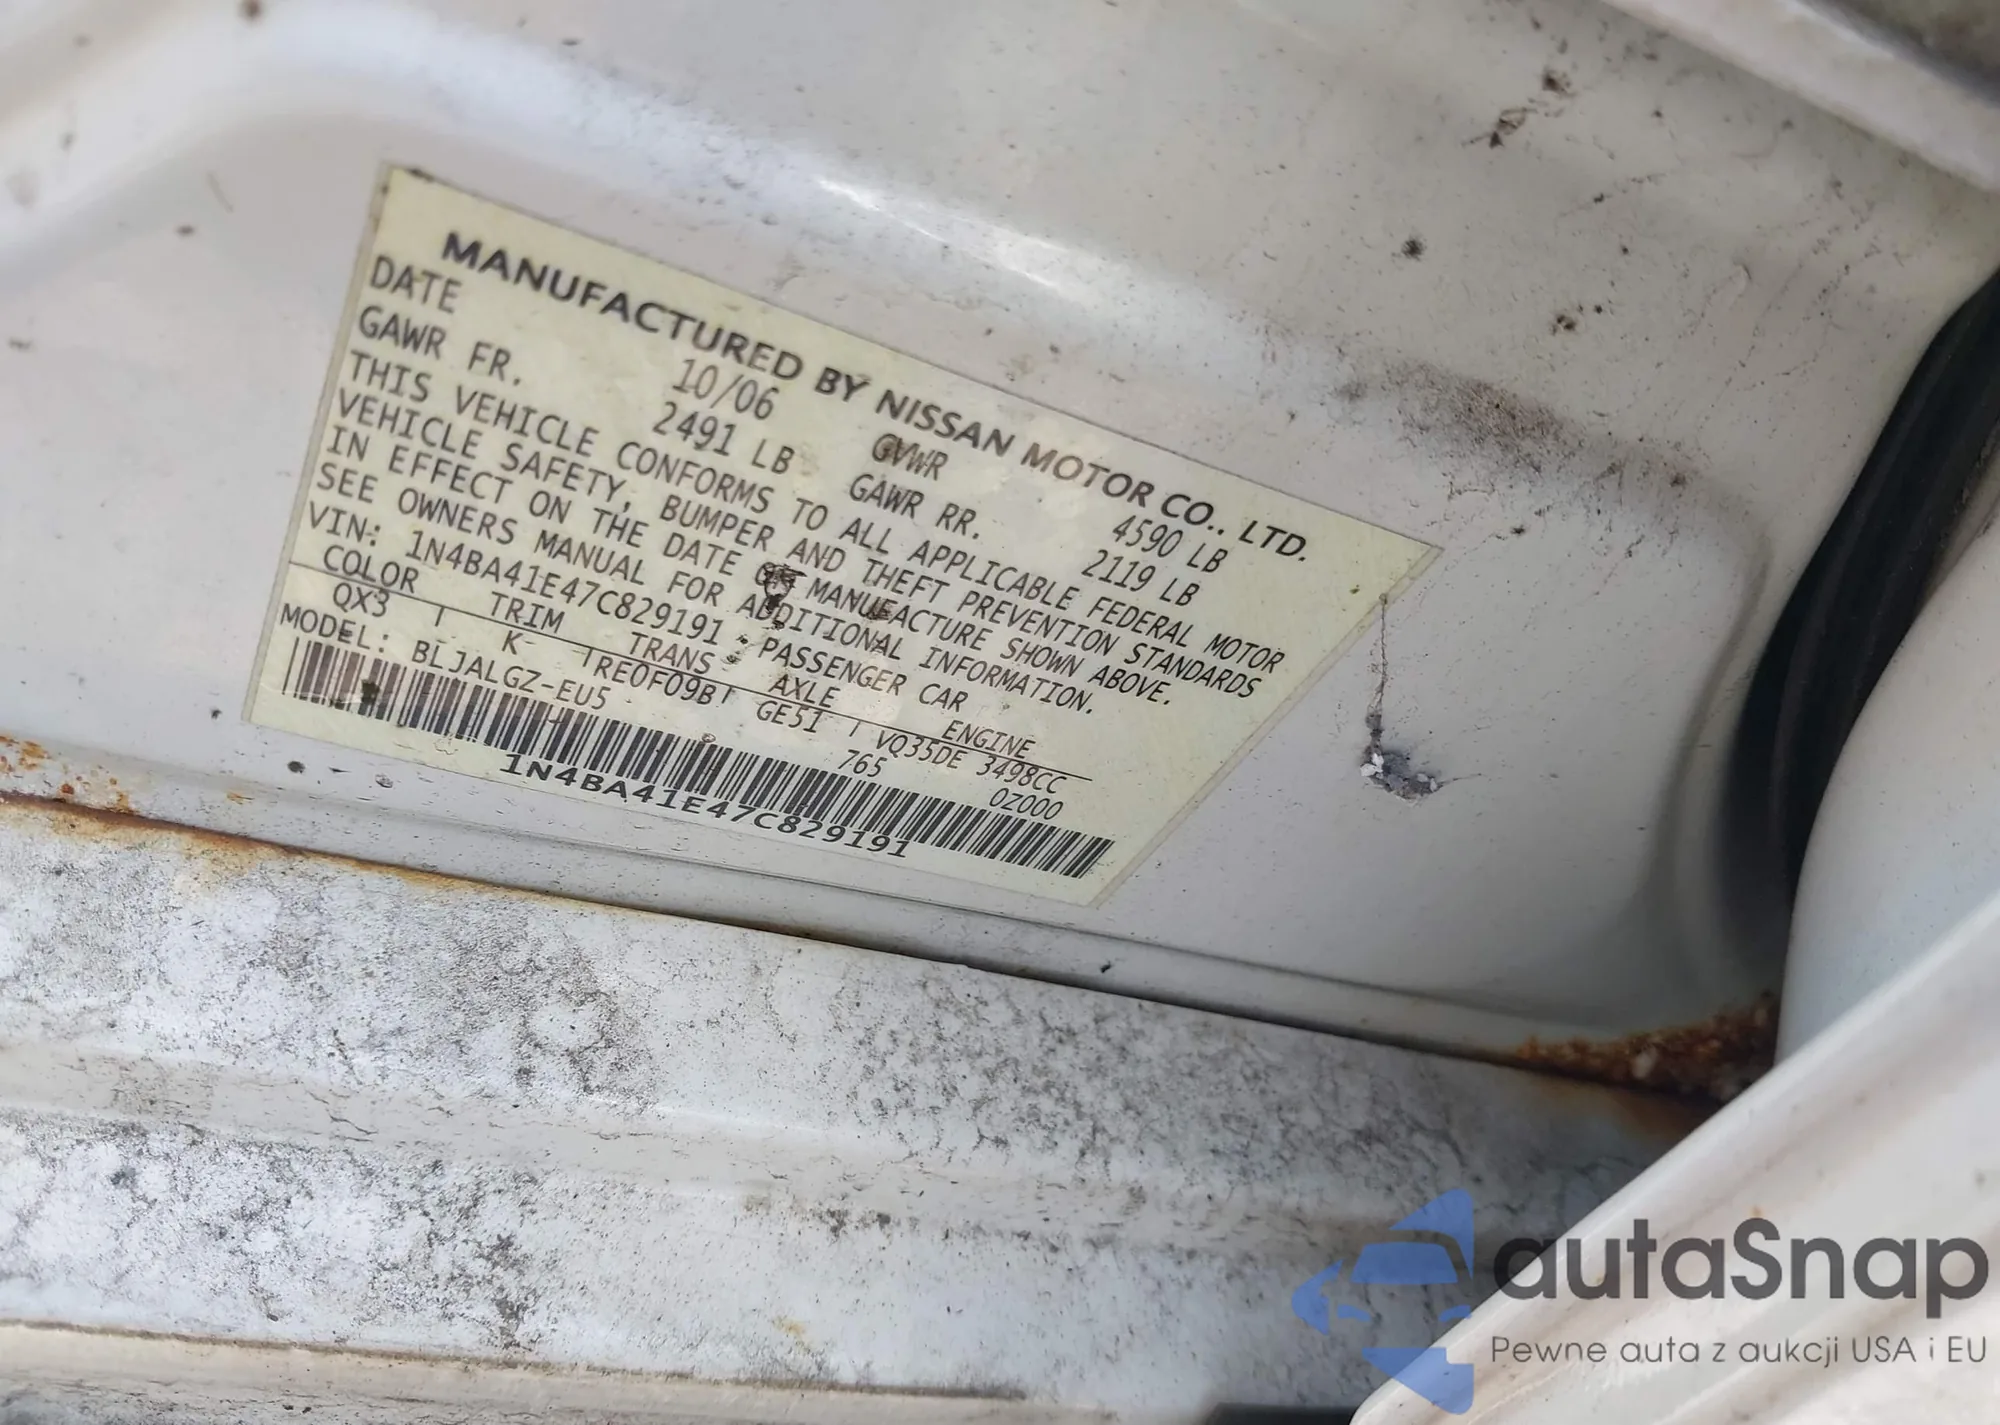 MANUFACTURED BY NISSAN MOTOR CO., LTD.
DATE 10/06 GVWR 4590 LB
GAWR FR. 2491 LB GAWR RR. 2119 LB
THIS VEHICLE CONFORMS TO ALL APPLICABLE FEDERAL MOTOR
VEHICLE SAFETY, BUMPER AND THEFT PREVENTION STANDARDS
IN EFFECT ON THE DATE OF MANUFACTURE SHOWN ABOVE.
SEE OWNERS MANUAL FOR ADDITIONAL INFORMATION.
VIN: 1N4BA41E47C829191 PASSENGER CAR
COLOR TRIM TRANS AXLE ENGINE
QX3 K RE0F09B GE51 VQ35DE 3498CC
MODEL: BLJALGZ-EU5 765 0Z000
1N4BA41E47C829191
autaSnap
Pewne auta z aukcji USA i EU